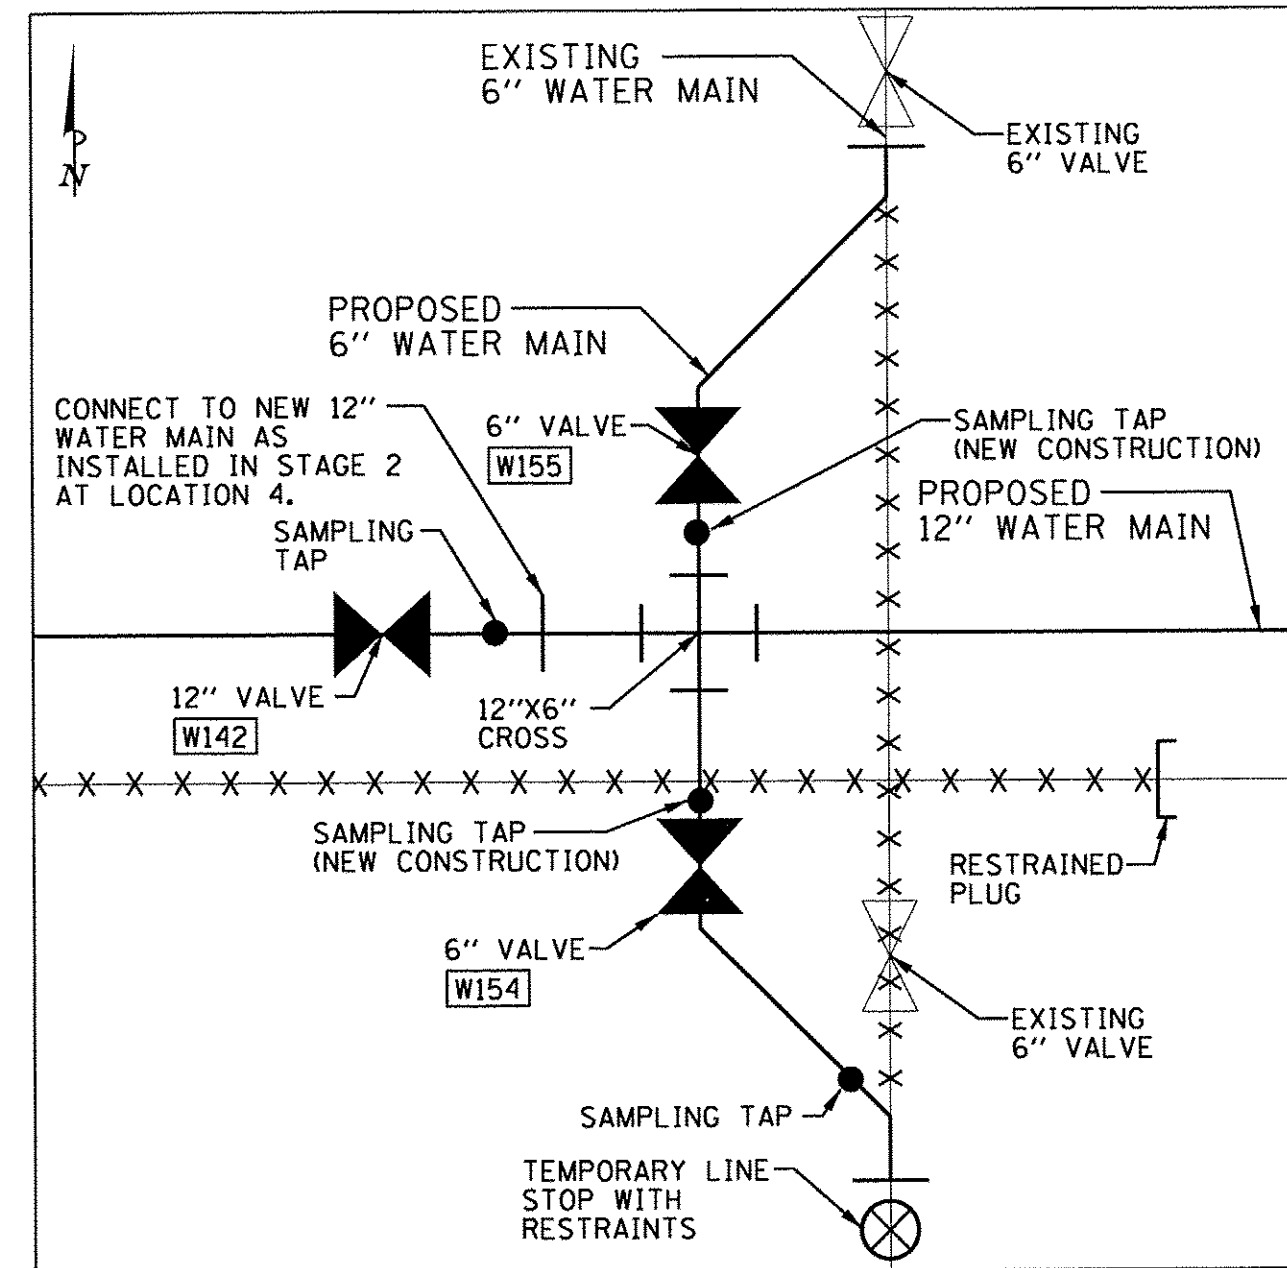 EXISTING
6" WATER MAIN
EXISTING
6" VALVE
N
PROPOSED
6" WATER MAIN
CONNECT TO NEW 12"
WATER MAIN AS
INSTALLED IN STAGE 2
AT LOCATION 4.
6" VALVE
W155
SAMPLING TAP
(NEW CONSTRUCTION)
PROPOSED
12" WATER MAIN
SAMPLING
TAP
12" VALVE
W142
12"X6"
CROSS
SAMPLING TAP
(NEW CONSTRUCTION)
RESTRAINED
PLUG
6" VALVE
W154
EXISTING
6" VALVE
SAMPLING TAP
TEMPORARY LINE
STOP WITH
RESTRAINTS